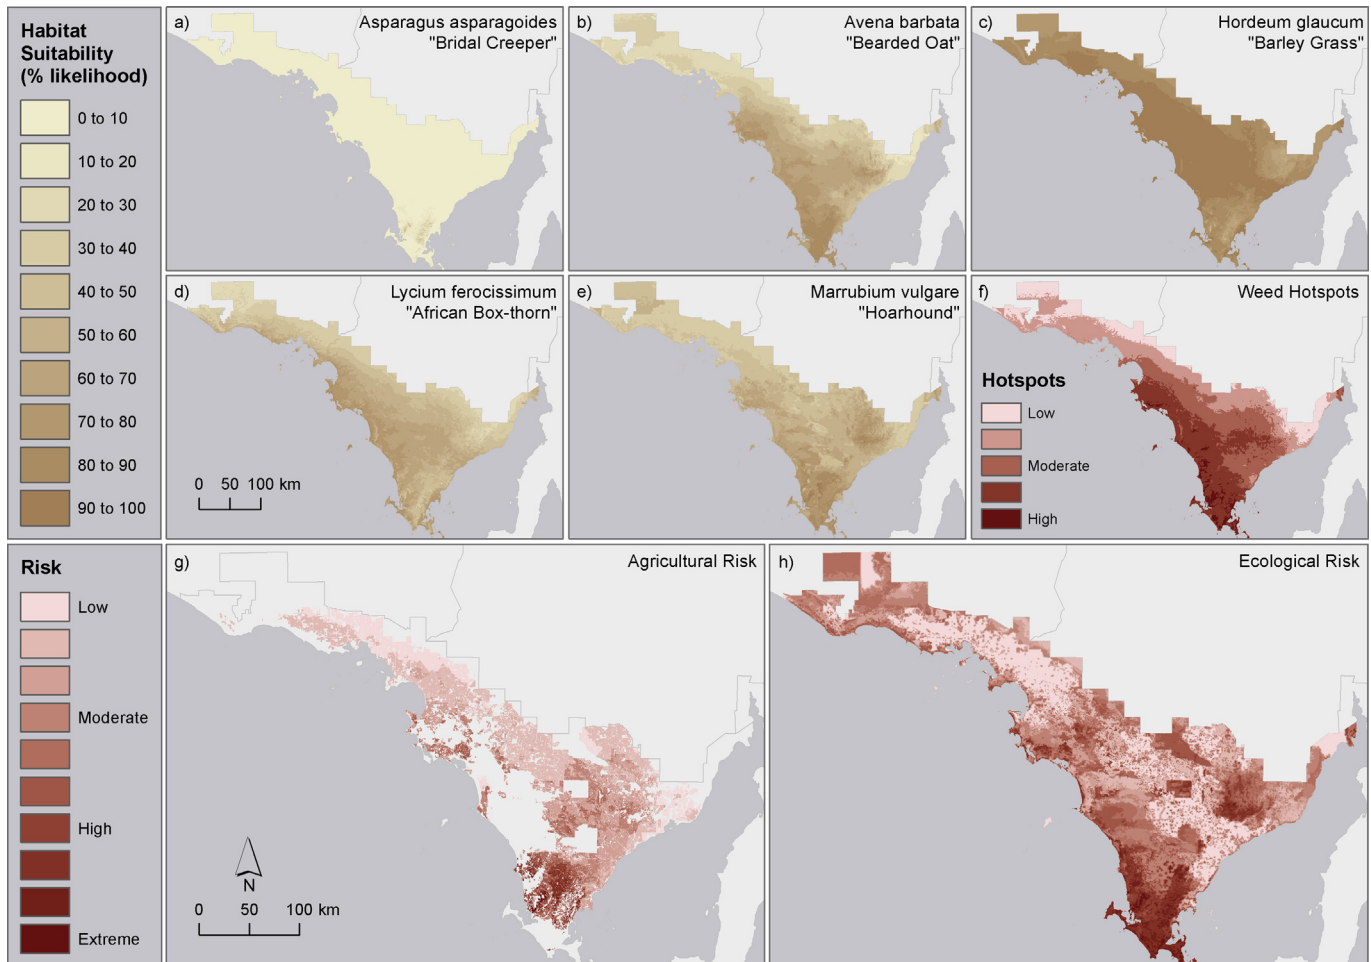 Habitat
Suitability
(% likelihood)
0 to 10
10 to 20
20 to 30
30 to 40
40 to 50
50 to 60
60 to 70
70 to 80
80 to 90
90 to 100
a)
Asparagus asparagoides
"Bridal Creeper"
b)
Avena barbata
"Bearded Oat"
c)
Hordeum glaucum
"Barley Grass"
d)
Lycium ferocissimum
"African Box-thorn"
0 50 100 km
e)
Marrubium vulgare
"Hoarhound"
f)
Weed Hotspots
Hotspots
Low
Moderate
High
Risk
Low
Moderate
High
Extreme
g)
Agricultural Risk
N
0 50 100 km
h)
Ecological Risk